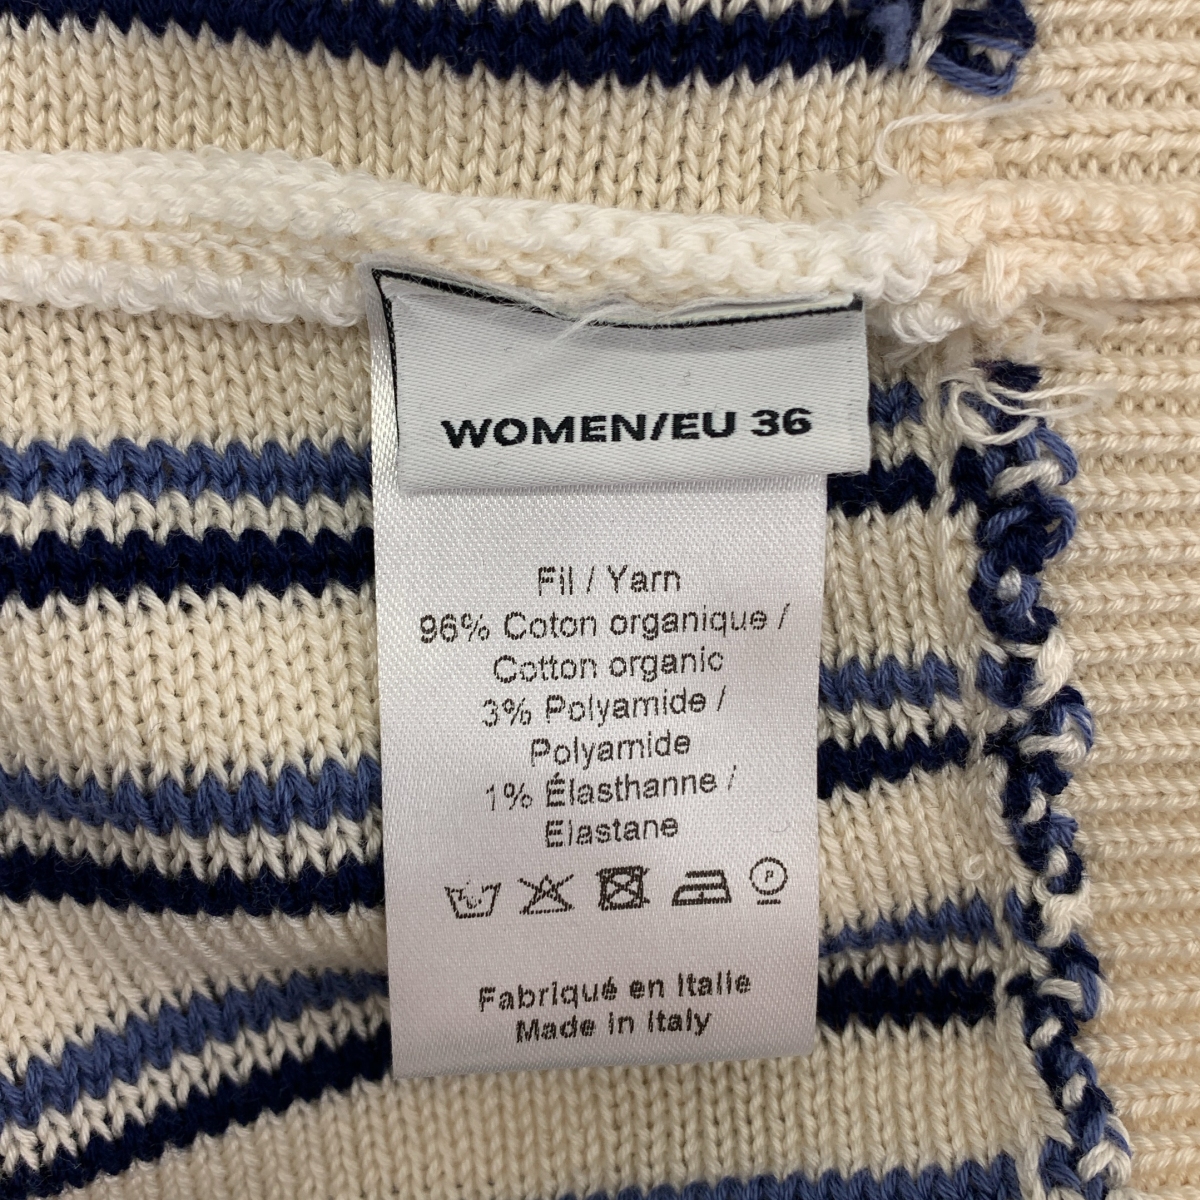 WOMEN/EU 36
Fil / Yarn
96% Coton organique /
Cotton organic
3% Polyamide /
Polyamide
1% Élasthanne /
Elastane
P
Fabriqué en Italie
Made in Italy